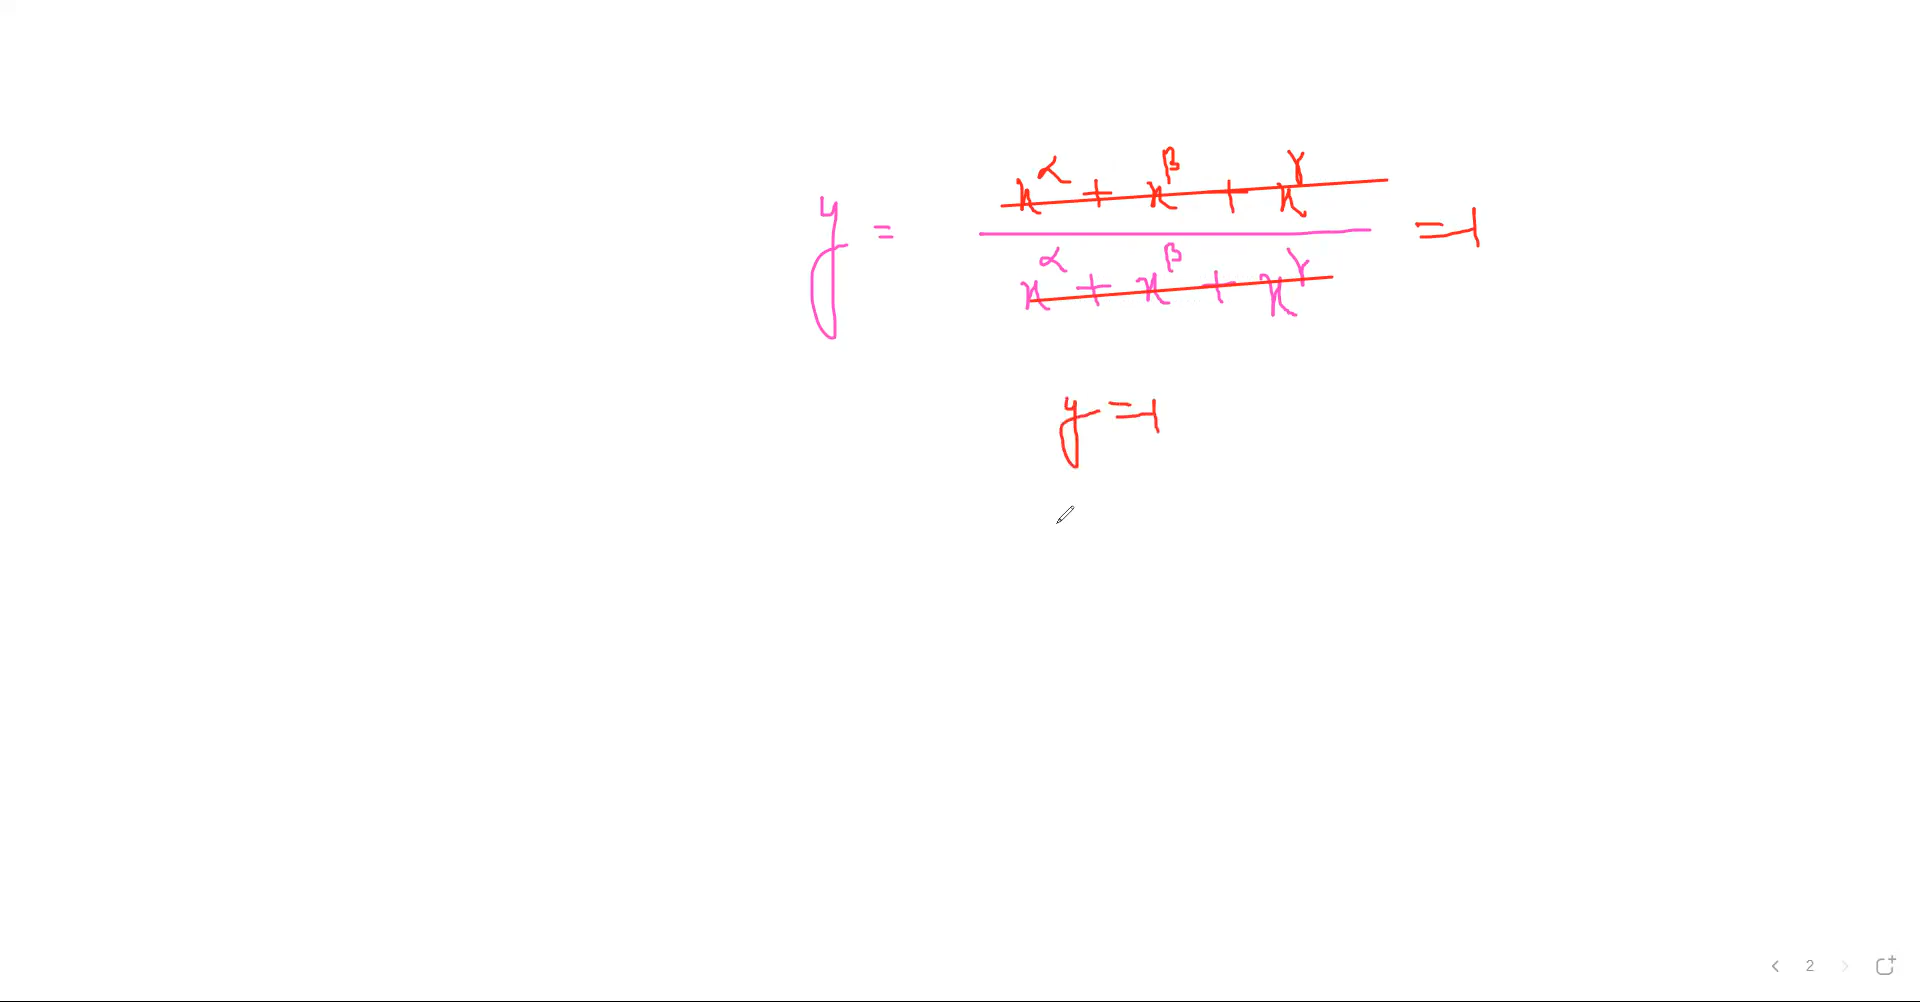 y = (x^α + x^β + x^γ) / (x^α + x^β + x^γ) = 1
y = 1
2